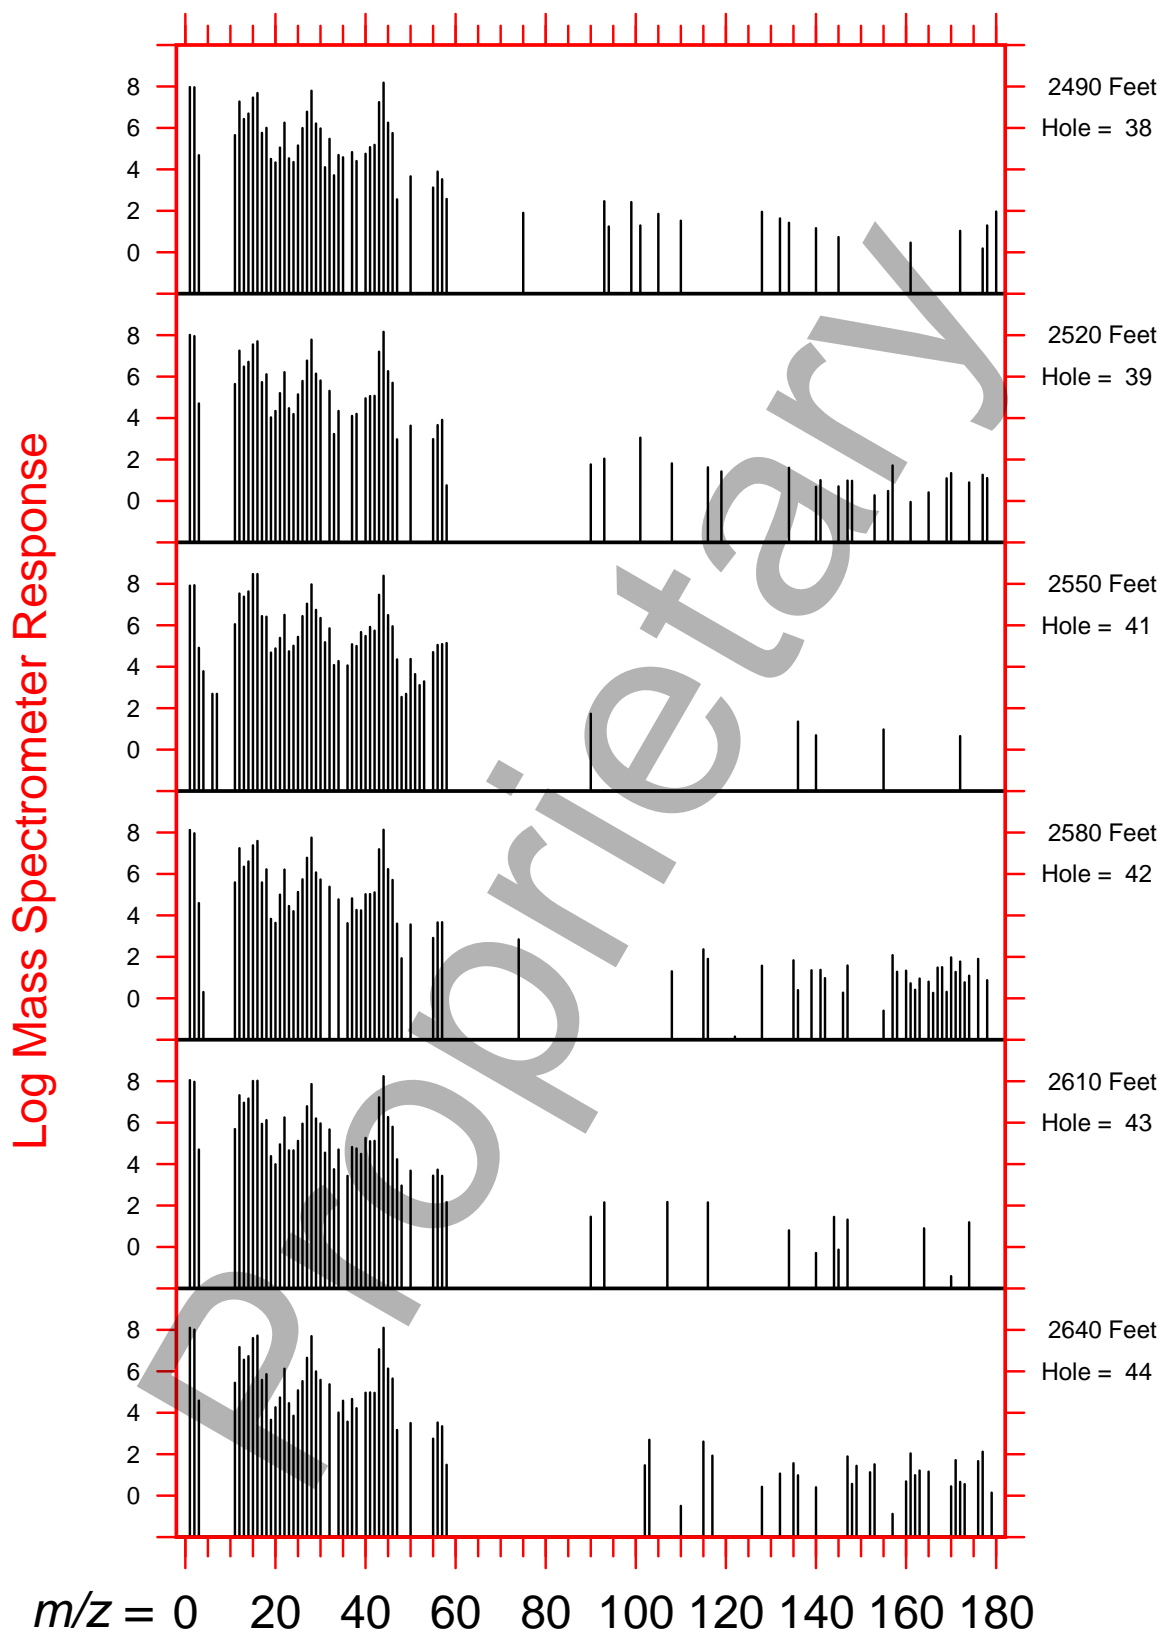 8 2490 Feet
6 Hole = 38
4
2
0
8 2520 Feet
6 Hole = 39
4
2
0
8 2550 Feet
6 Hole = 41
4
2
0
8 2580 Feet
6 Hole = 42
4
2
0
8 2610 Feet
6 Hole = 43
4
2
0
8 2640 Feet
6 Hole = 44
4
2
0
Log Mass Spectrometer Response
Proprietary
m/z = 0 20 40 60 80 100 120 140 160 180